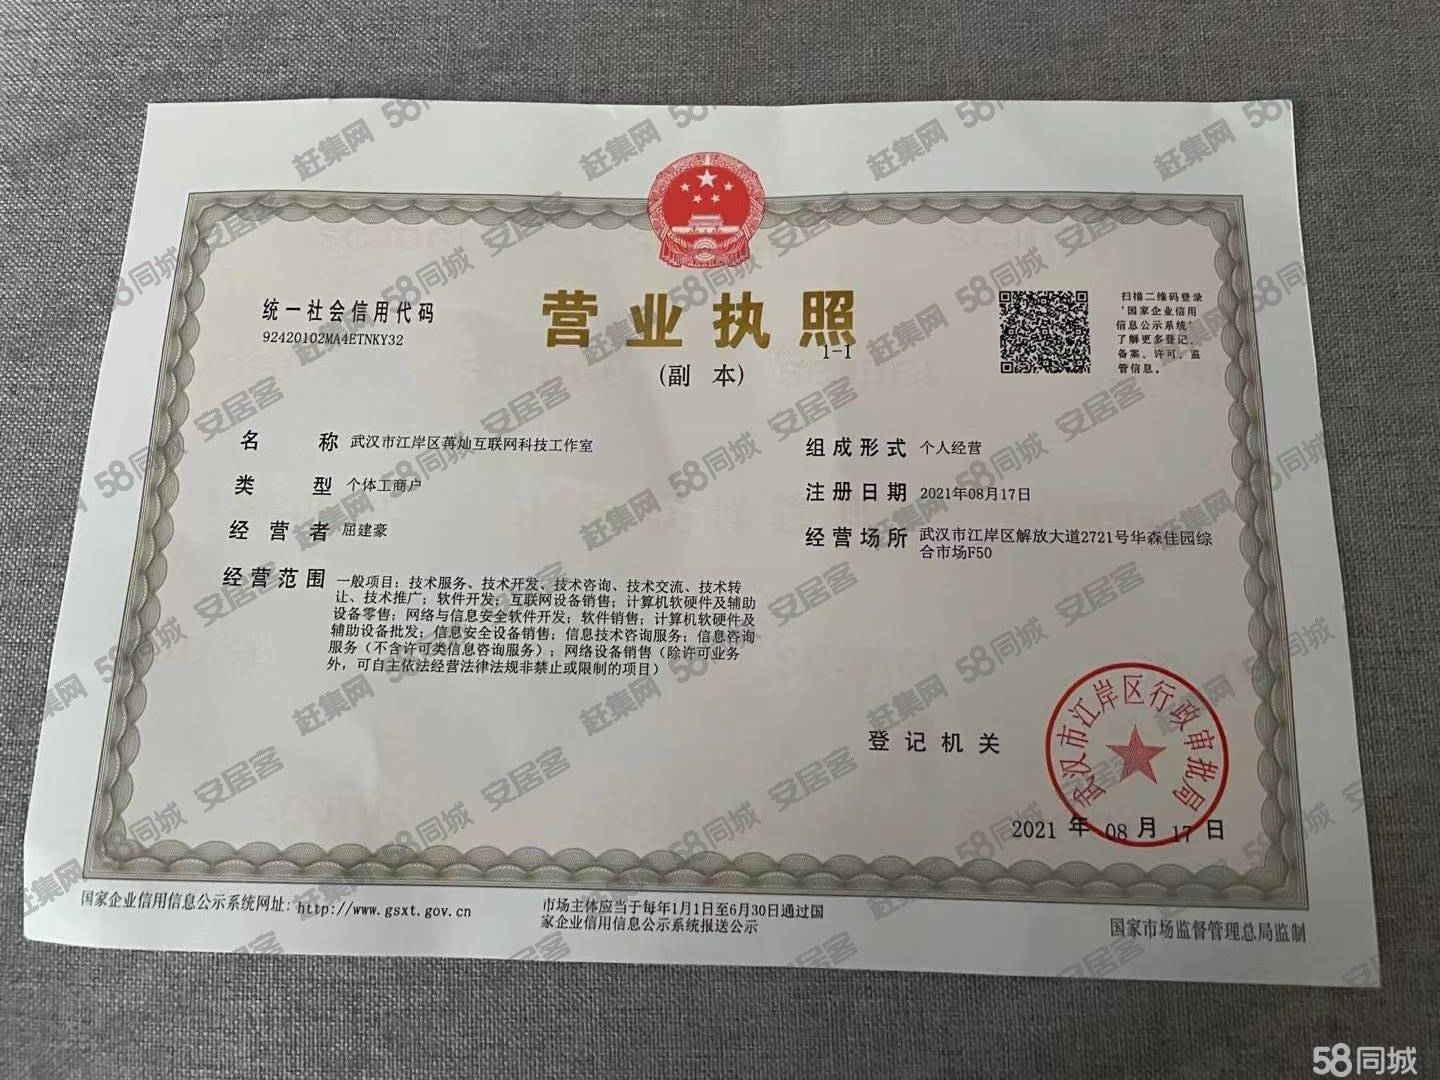 统一社会信用代码
92420102MA4ETNKY32
营业执照
1-1
(副 本)
扫描二维码登录
‘国家企业信用
信息公示系统’
了解更多登记、
备案、许可、监
管信息。
名 称 武汉市江岸区蒋灿互联网科技工作室
类 型 个体工商户
经营者 屈建豪
经营范围 一般项目：技术服务、技术开发、技术咨询、技术交流、技术转
让、技术推广；软件开发；互联网设备销售；计算机软硬件及辅助
设备零售；网络与信息安全软件开发；软件销售；计算机软硬件及
辅助设备批发；信息安全设备销售；信息技术咨询服务；信息咨询
服务（不含许可类信息咨询服务）；网络设备销售（除许可业务
外，可自主依法经营法律法规非禁止或限制的项目）
组成形式 个人经营
注册日期 2021年08月17日
经营场所 武汉市江岸区解放大道2721号华森佳园综
合市场F50
登记机关
武汉市江岸区行政审批局
2021 年 08 月 17 日
国家企业信用信息公示系统网址：http://www.gsxt.gov.cn
市场主体应当于每年1月1日至6月30日通过国
家企业信用信息公示系统报送公示
国家市场监督管理总局监制
58同城
赶集网
安居客
58同城